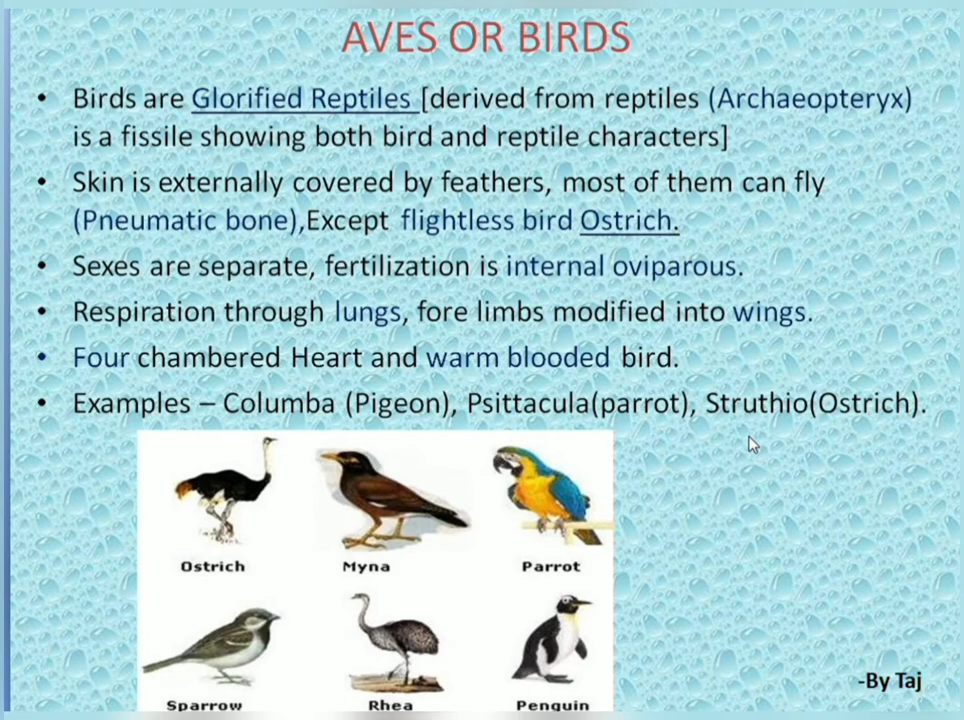 AVES OR BIRDS
• Birds are Glorified Reptiles [derived from reptiles (Archaeopteryx)
is a fissile showing both bird and reptile characters]
• Skin is externally covered by feathers, most of them can fly
(Pneumatic bone),Except flightless bird Ostrich.
• Sexes are separate, fertilization is internal oviparous.
• Respiration through lungs, fore limbs modified into wings.
• Four chambered Heart and warm blooded bird.
• Examples – Columba (Pigeon), Psittacula(parrot), Struthio(Ostrich).
Ostrich Myna Parrot
Sparrow Rhea Penguin
-By Taj